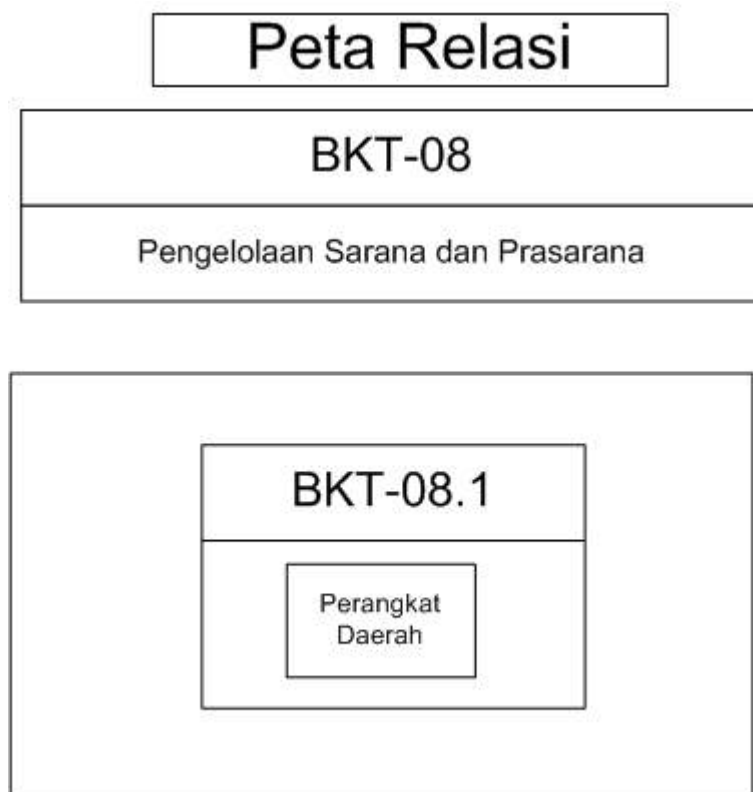 Peta Relasi
BKT-08
Pengelolaan Sarana dan Prasarana
BKT-08.1
Perangkat
Daerah